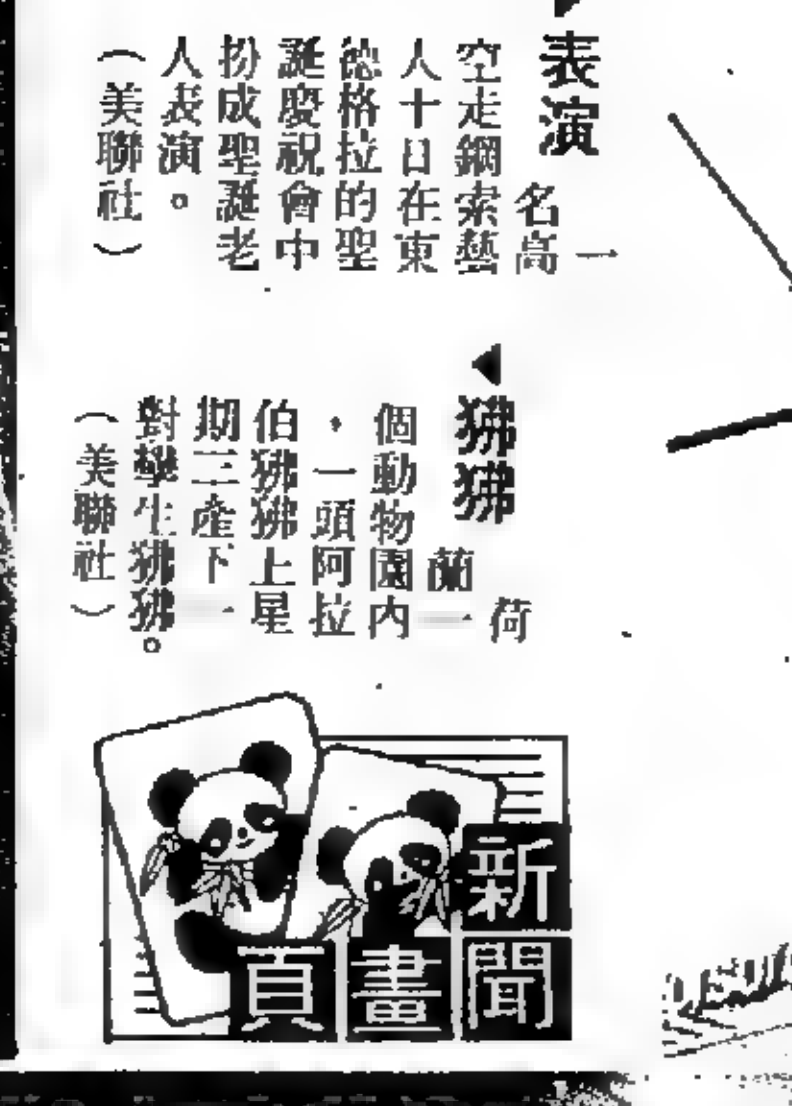 表演
一
名高
空走鋼索藝
人十日在東
德格拉的聖
誕慶祝會中
扮成聖誕老
人表演。
（美聯社）
狒狒
荷
蘭一
個動物園內
，一頭阿拉
伯狒狒上星
期三產下一
對孿生狒狒。
（美聯社）
新聞畫頁